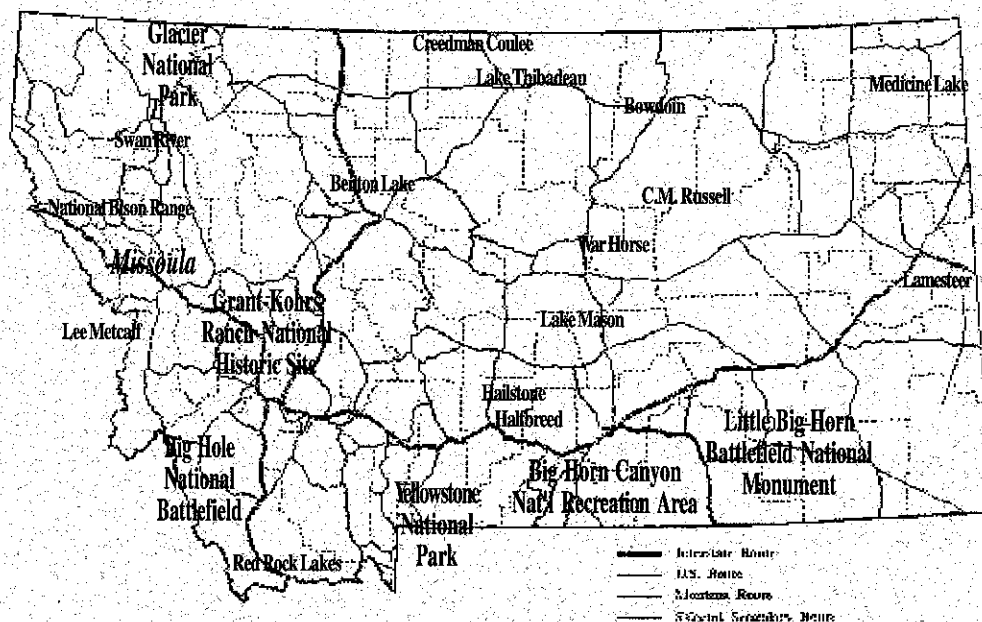 Glacier
National
Park
Creedman Coulee
Lake Thibadeau
Medicine Lake
Bowdoin
Swan River
Benton Lake
C.M. Russell
National Bison Range
War Horse
Missoula
Lamesteer
Grant-Kohrs
Ranch National
Historic Site
Lee Metcalf
Lake Mason
Hailstone
Halfbreed
Little Big Horn
Battlefield National
Monument
Big Hole
National
Battlefield
Big Horn Canyon
Nat'l Recreation Area
Yellowstone
National
Park
Red Rock Lakes
Interstate Route
U.S. Route
Montana Route
Secondary Route